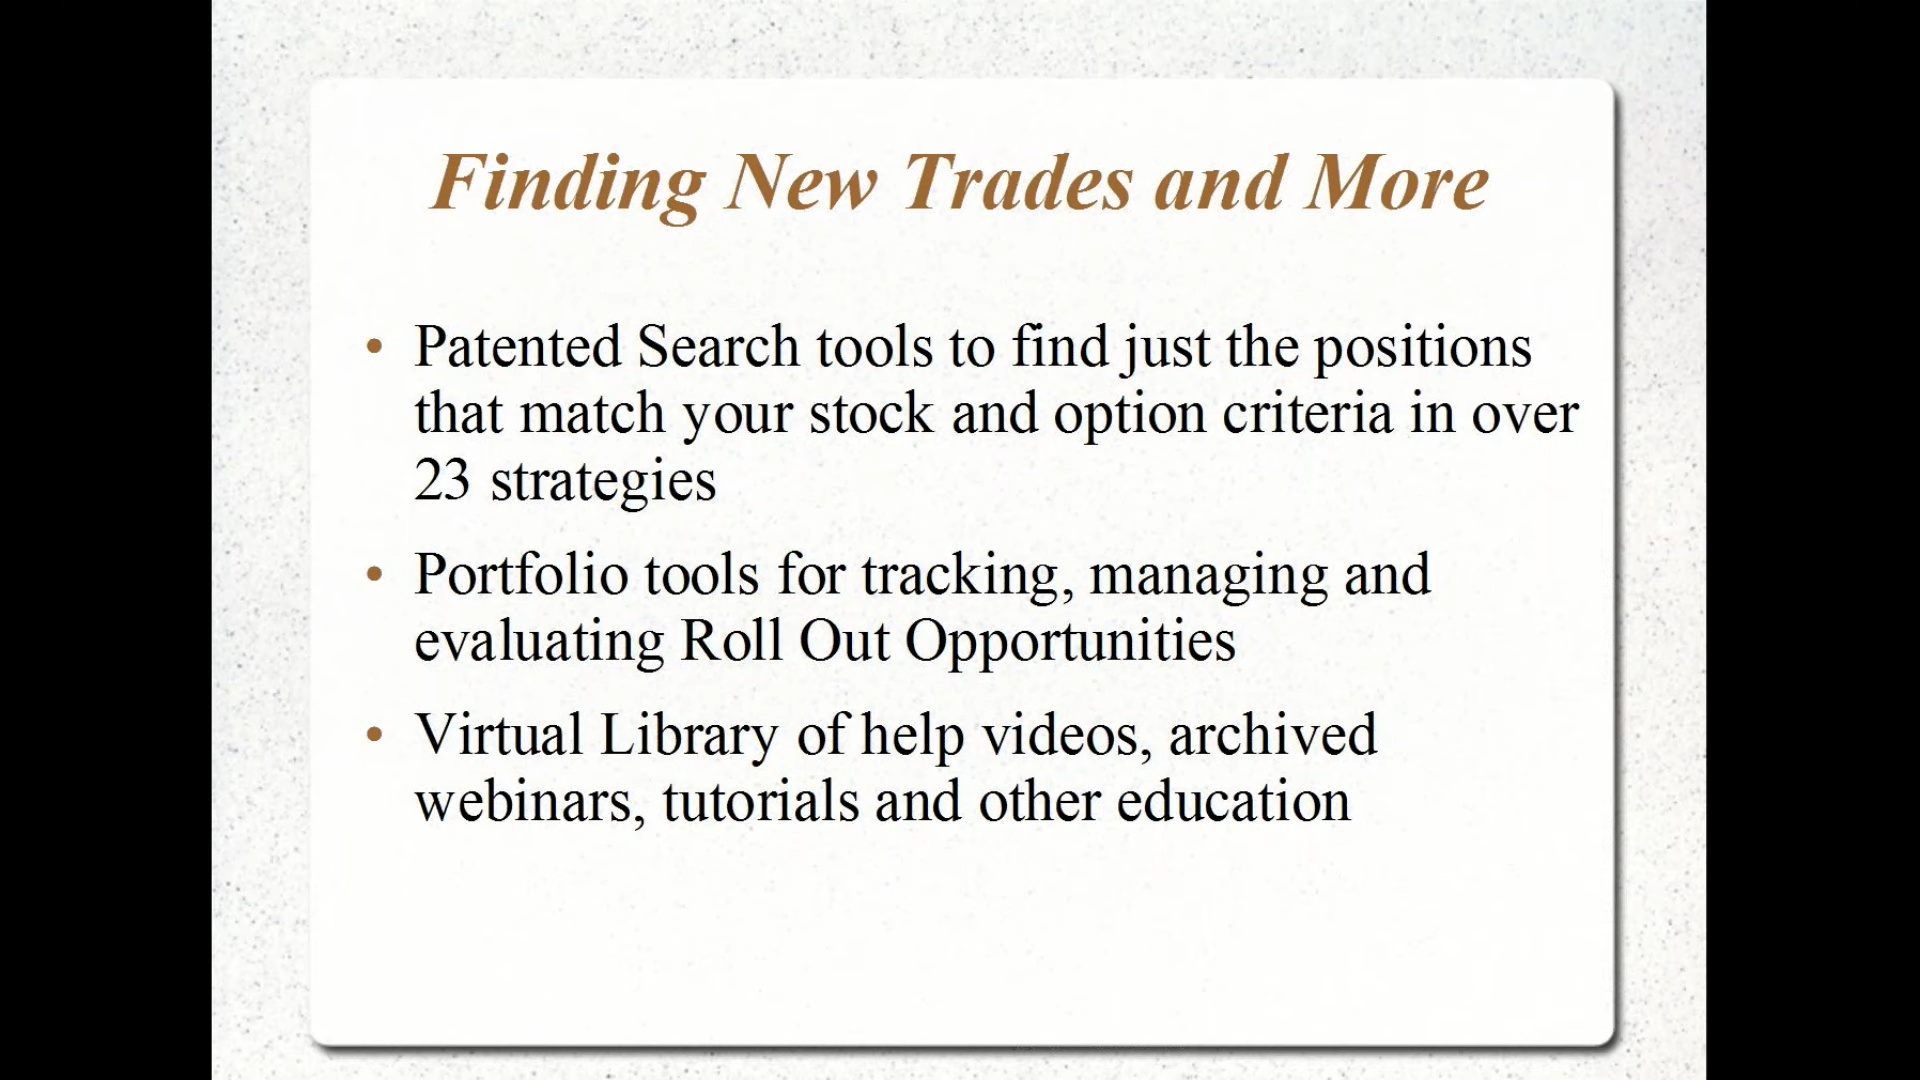 Finding New Trades and More
• Patented Search tools to find just the positions
that match your stock and option criteria in over
23 strategies
• Portfolio tools for tracking, managing and
evaluating Roll Out Opportunities
• Virtual Library of help videos, archived
webinars, tutorials and other education